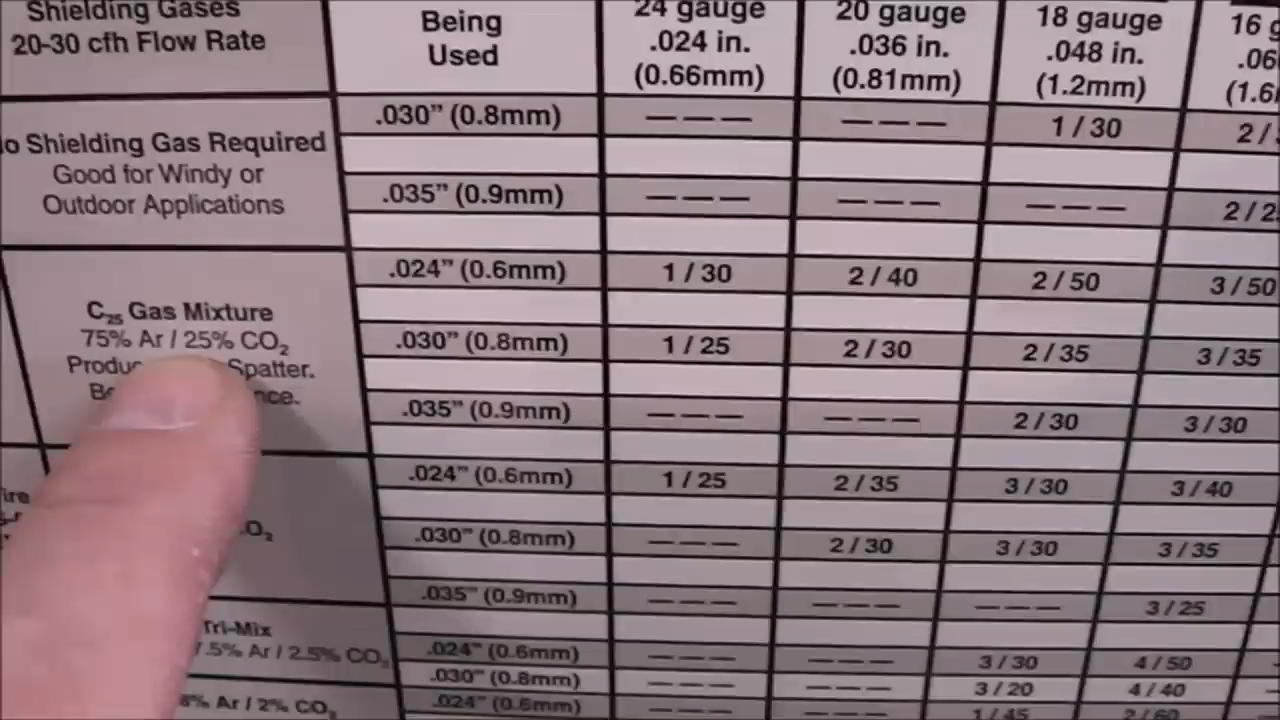 Shielding Gases
20-30 cfh Flow Rate
Being
Used
24 gauge
.024 in.
(0.66mm)
20 gauge
.036 in.
(0.81mm)
18 gauge
.048 in.
(1.2mm)
16
Shielding Gas Required
Good for Windy or
Outdoor Applications
.030” (0.8mm) — — — — — — 1 / 30 2 /
.035” (0.9mm) — — — — — — — — — 2 / 2
C25 Gas Mixture
75% Ar / 25% CO2
Spatter.
.024” (0.6mm) 1 / 30 2 / 40 2 / 50 3 / 50
.030” (0.8mm) 1 / 25 2 / 30 2 / 35 3 / 35
.035” (0.9mm) — — — — — — 2 / 30 3 / 30
.024” (0.6mm) 1 / 25 2 / 35 3 / 30 3 / 40
.030” (0.8mm) — — — 2 / 30 3 / 30 3 / 35
.035” (0.9mm) — — — — — — — — — 3 / 25
Tri-Mix
7.5% Ar / 2.5% CO2
.024” (0.6mm) — — — — — — 3 / 30 4 / 50
.030” (0.8mm) — — — — — — 3 / 20 4 / 40
8% Ar / 2% CO2
.024” (0.6mm) — — — — — — 1 / 45 2 / 60